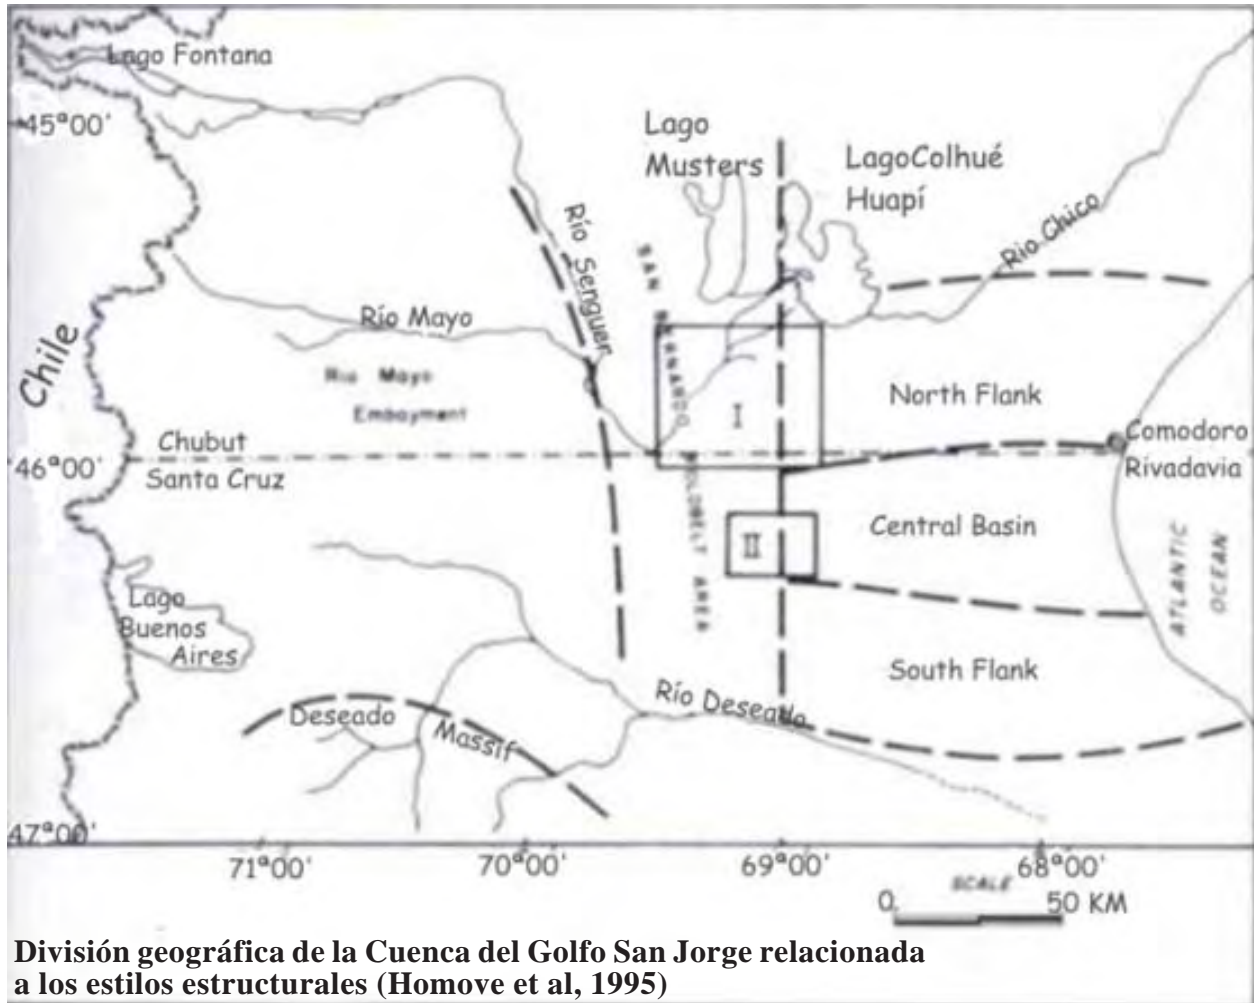 Lago Fontana
45°00'
Lago
Musters
LagoColhué
Huapí
Río Chico
Río Senguer
SAN BERNARDO
FOLDBELT AREA
Río Mayo
Rio Mayo
Embayment
Chile
I
North Flank
Chubut
46°00'
Santa Cruz
Comodoro
Rivadavia
II
Central Basin
ATLANTIC
OCEAN
Lago
Buenos
Aires
South Flank
Río Deseado
Deseado
Massif
47°00'
71°00'
70°00'
69°00'
68°00'
SCALE
0
50 KM
División geográfica de la Cuenca del Golfo San Jorge relacionada
a los estilos estructurales (Homove et al, 1995)